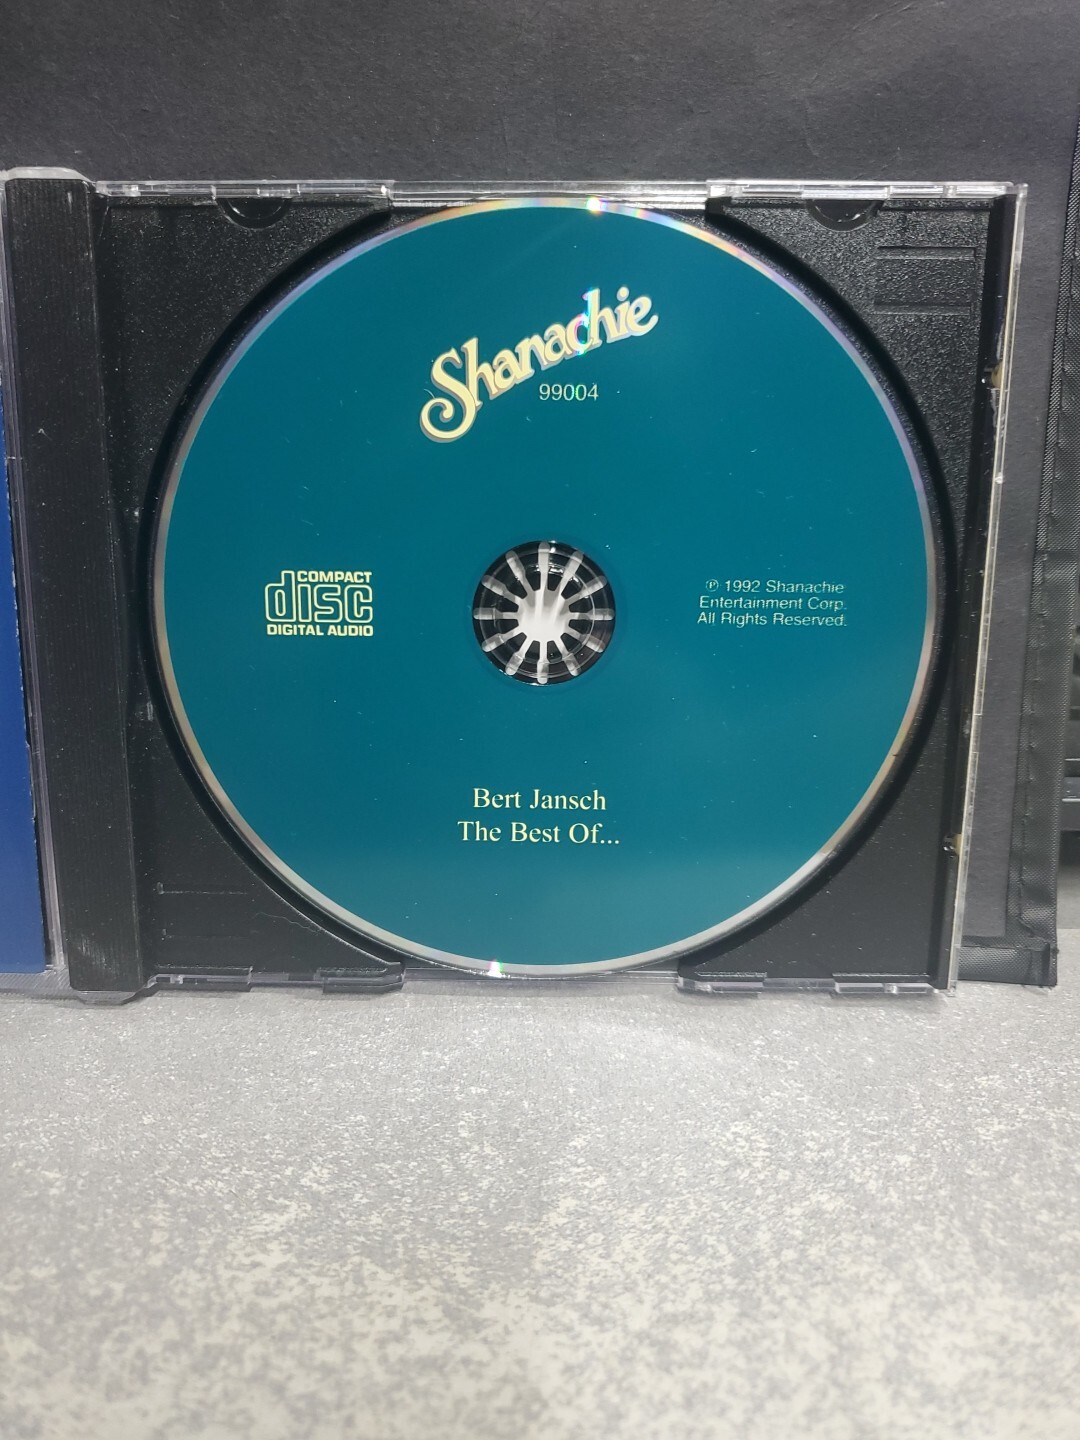 Shanachie
99004
COMPACT
disc
DIGITAL AUDIO
℗ 1992 Shanachie
Entertainment Corp.
All Rights Reserved.
Bert Jansch
The Best Of...